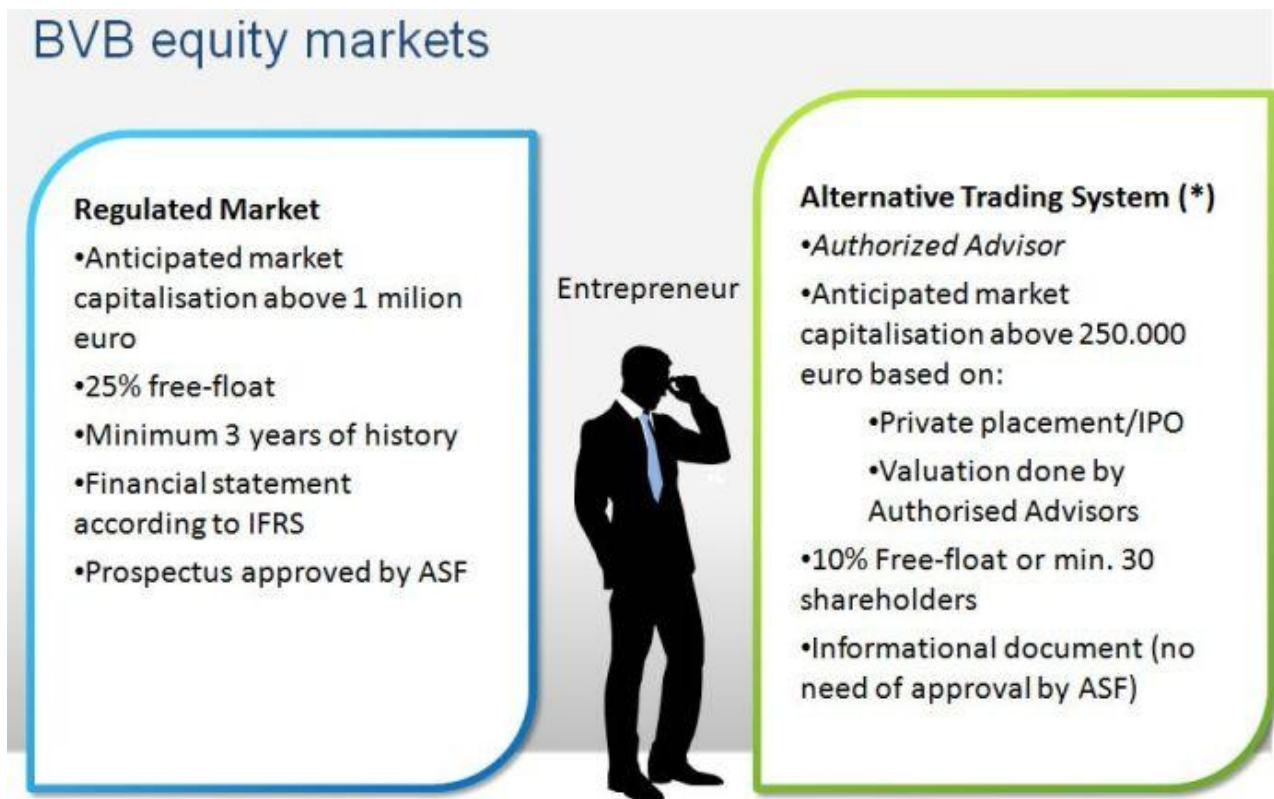 BVB equity markets
Regulated Market
•Anticipated market
capitalisation above 1 milion
euro
•25% free-float
•Minimum 3 years of history
•Financial statement
according to IFRS
•Prospectus approved by ASF
Entrepreneur
Alternative Trading System (*)
•Authorized Advisor
•Anticipated market
capitalisation above 250.000
euro based on:
•Private placement/IPO
•Valuation done by
Authorised Advisors
•10% Free-float or min. 30
shareholders
•Informational document (no
need of approval by ASF)